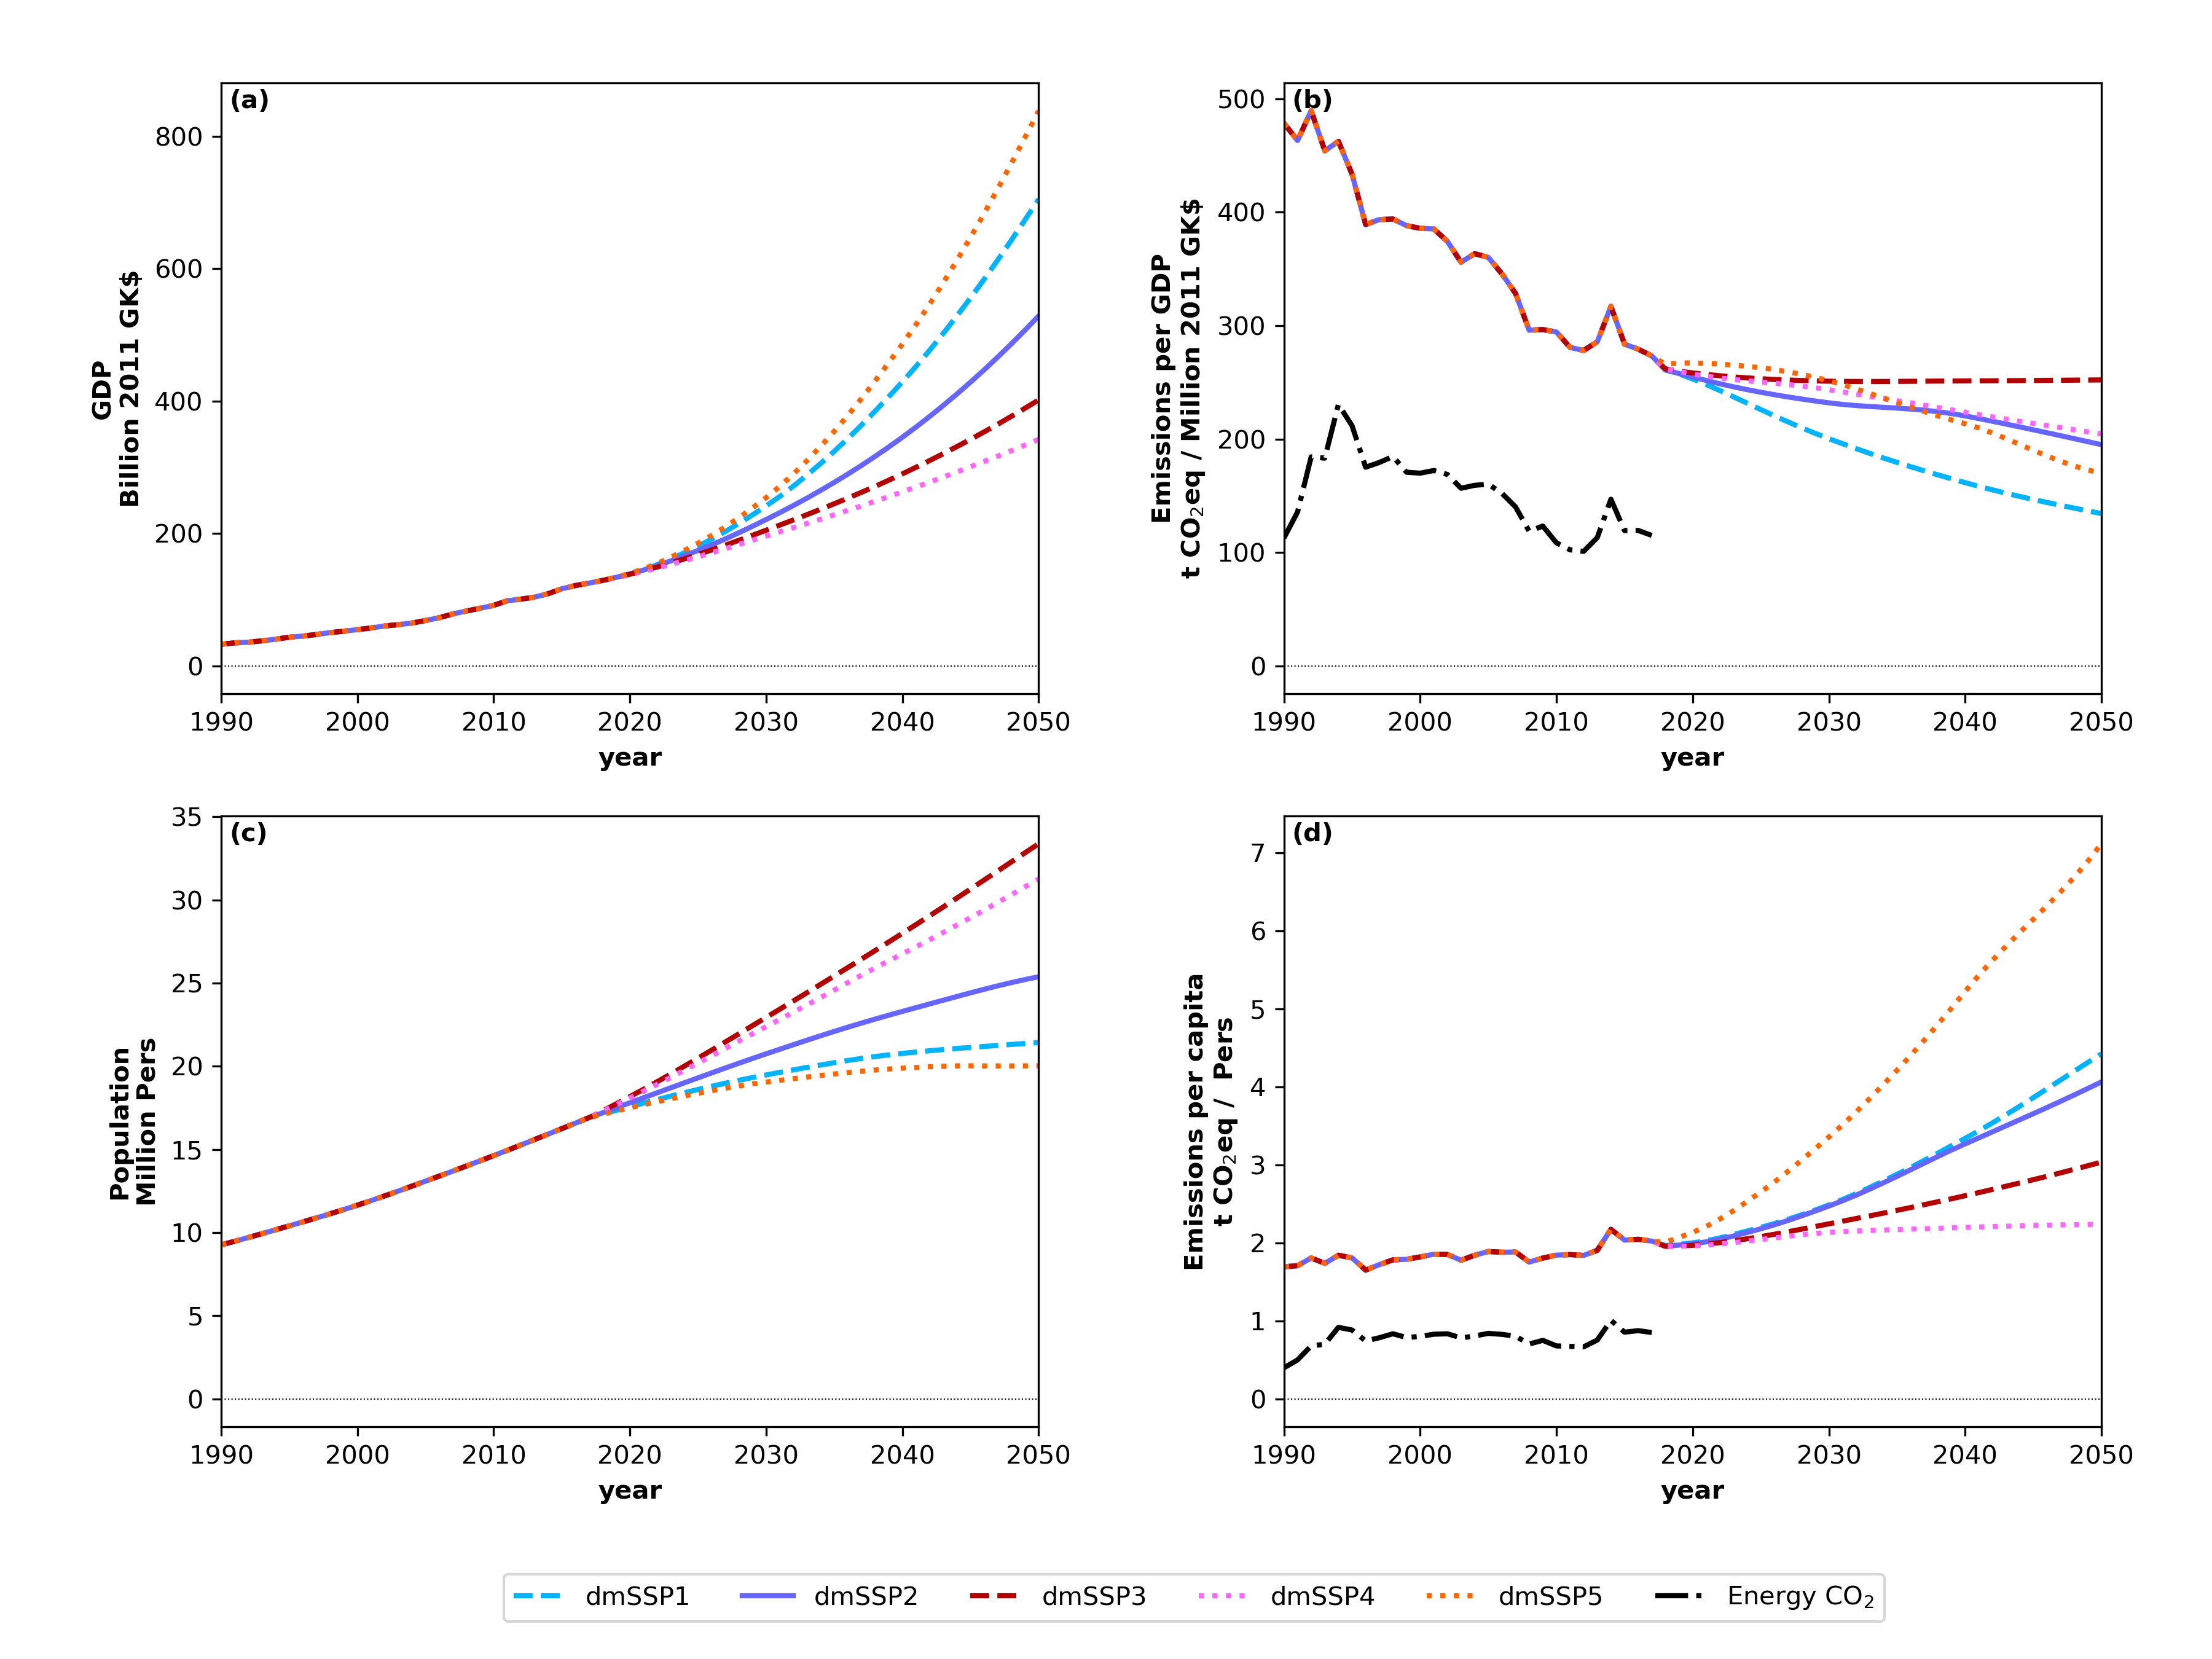 (a)
GDP
Billion 2011 GK$
800
600
400
200
0
1990 2000 2010 2020 2030 2040 2050
year
(b)
Emissions per GDP
t CO₂eq / Million 2011 GK$
500
400
300
200
100
0
1990 2000 2010 2020 2030 2040 2050
year
(c)
Population
Million Pers
35
30
25
20
15
10
5
0
1990 2000 2010 2020 2030 2040 2050
year
(d)
Emissions per capita
t CO₂eq / Pers
7
6
5
4
3
2
1
0
1990 2000 2010 2020 2030 2040 2050
year
dmSSP1 dmSSP2 dmSSP3 dmSSP4 dmSSP5 Energy CO₂